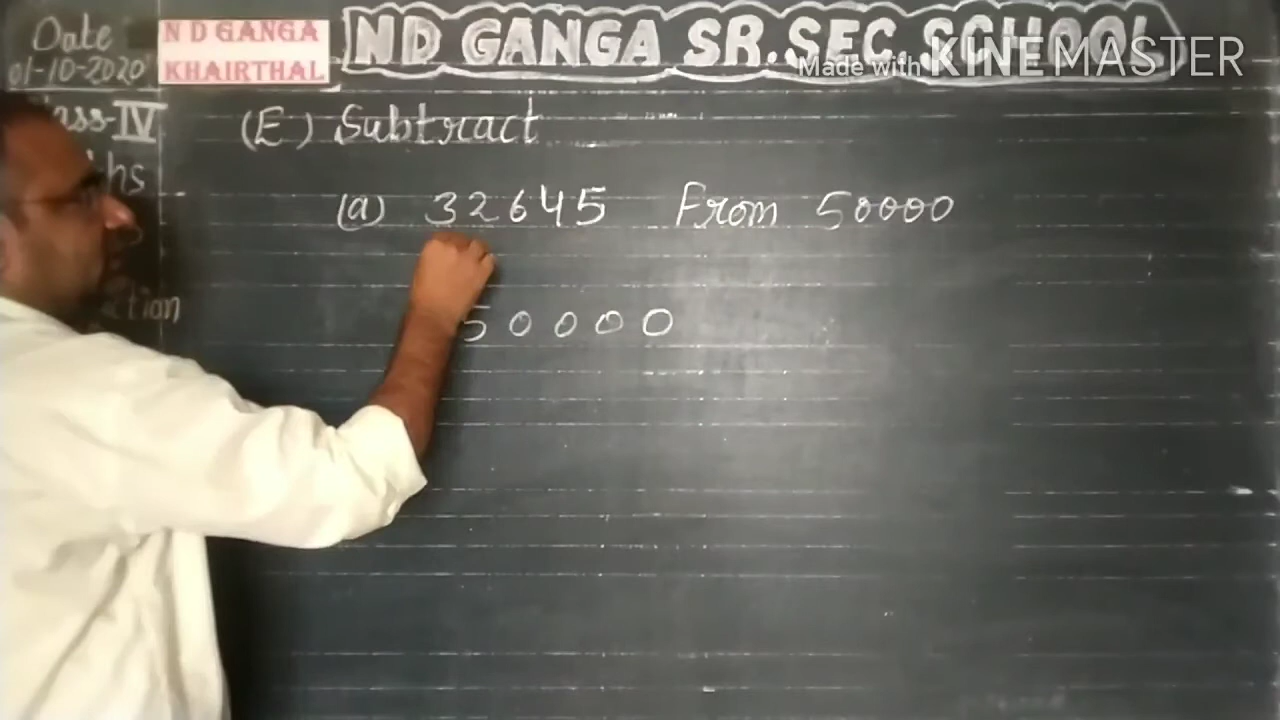 Date
01-10-2020
N D GANGA
KHAIRTHAL
ND GANGA SR.SEC.SCHOOL
Made with KINEMASTER
IV
(E) Subtract
(a) 32645 From 50000
50000